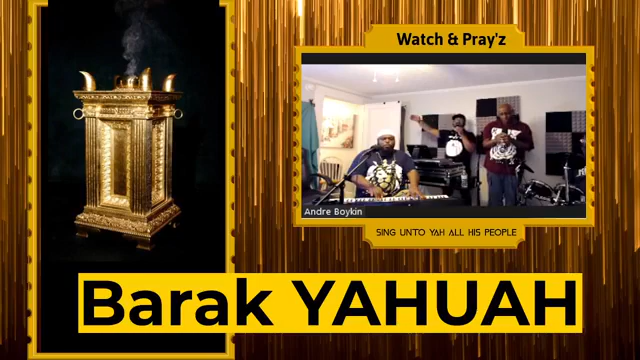 Watch & Pray'z
Andre Boykin
SING UNTO YAH ALL HIS PEOPLE
Barak YAHUAH